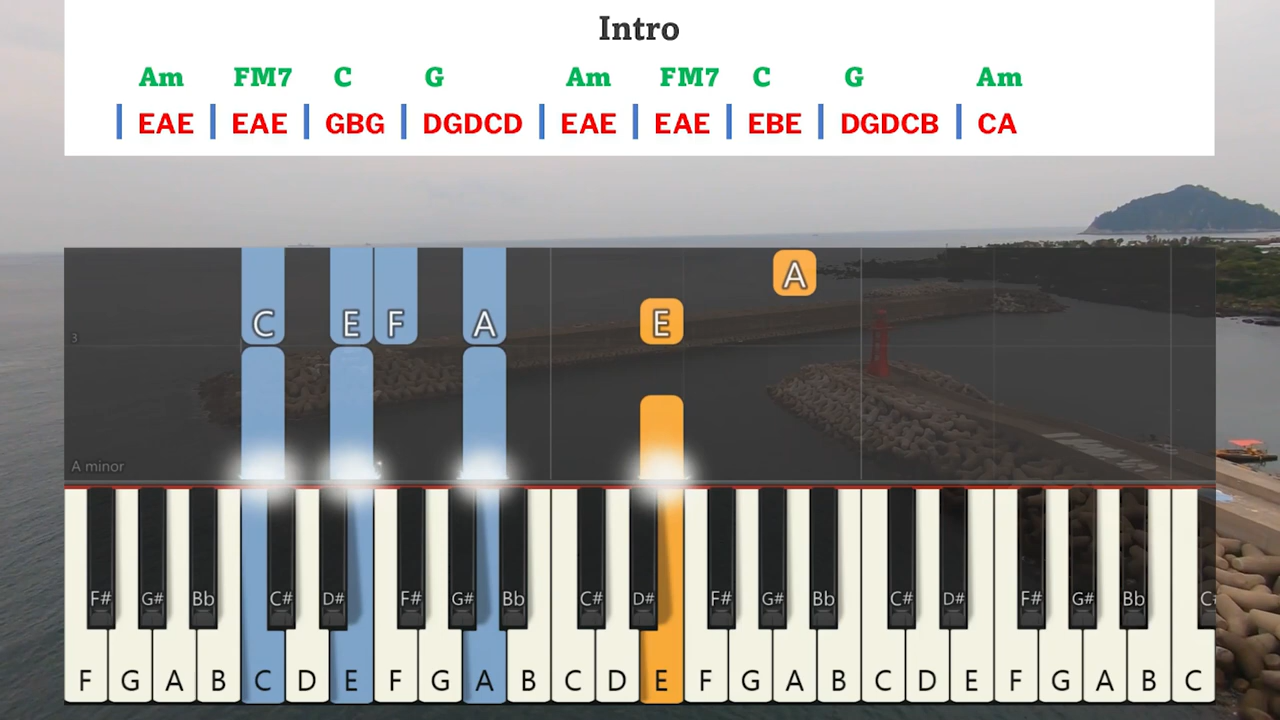 Intro
Am FM7 C G Am FM7 C G Am
| EAE | EAE | GBG | DGDCD | EAE | EAE | EBE | DGDCB | CA
A
C E F A E
3
A minor
F# G# Bb C# D# F# G# Bb C# D# F# G# Bb C# D# F# G# Bb C♯
F G A B C D E F G A B C D E F G A B C D E F G A B C